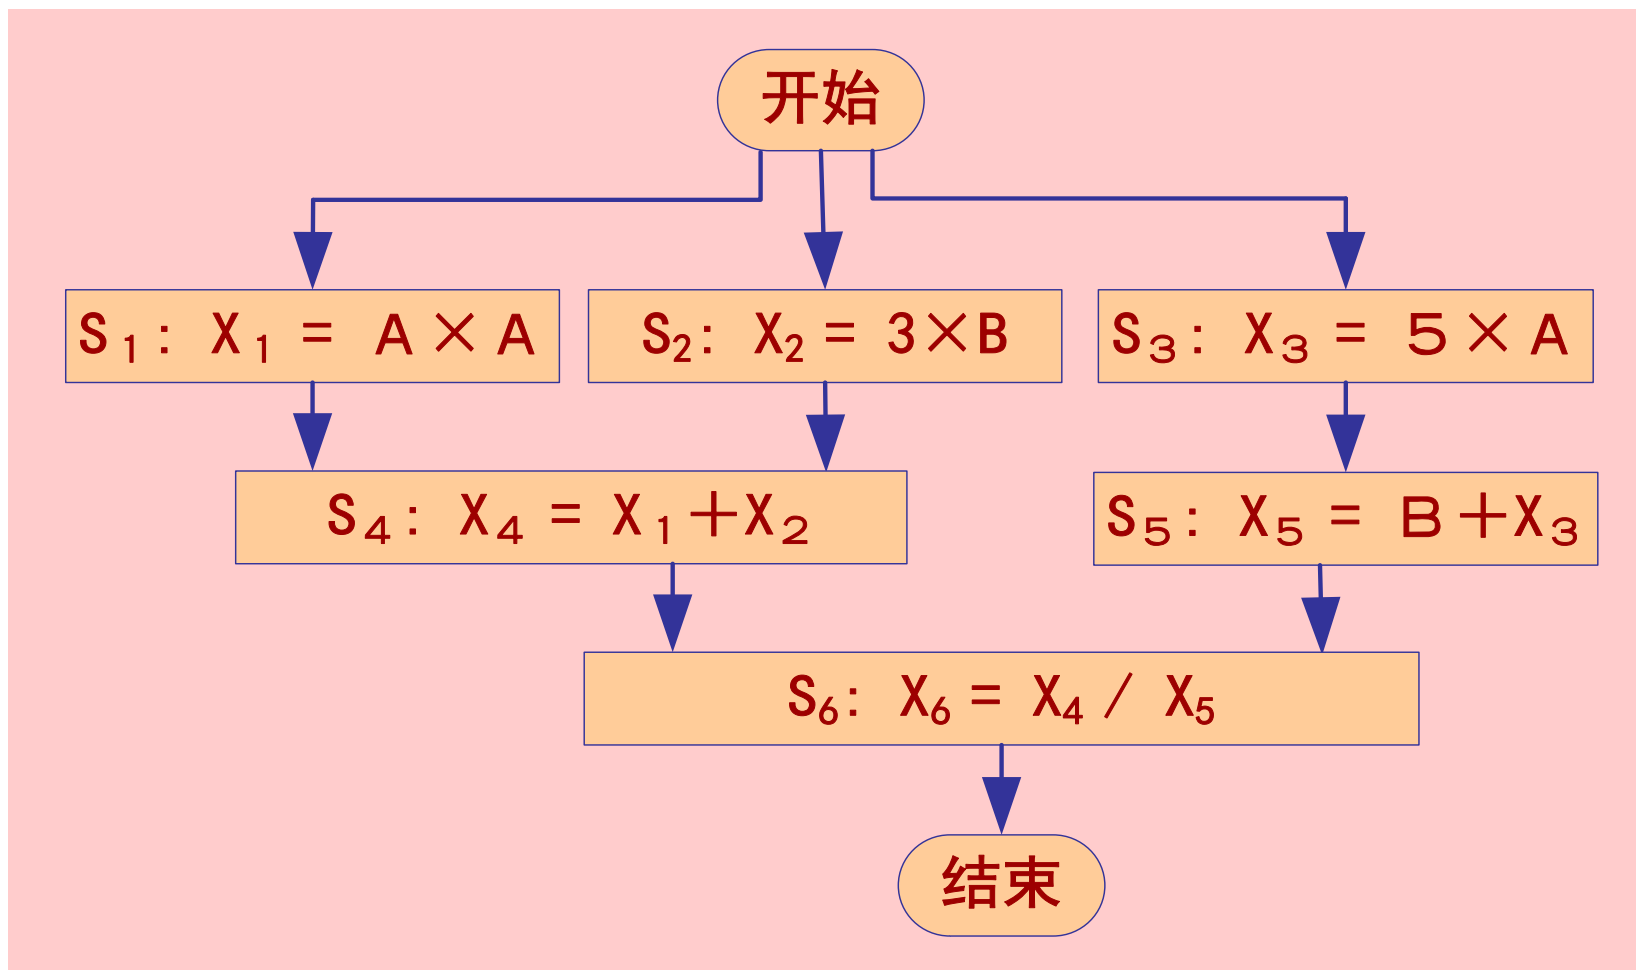 开始
S₁: X₁ = A×A
S₂: X₂ = 3×B
S₃: X₃ = 5×A
S₄: X₄ = X₁+X₂
S₅: X₅ = B+X₃
S₆: X₆ = X₄ / X₅
结束